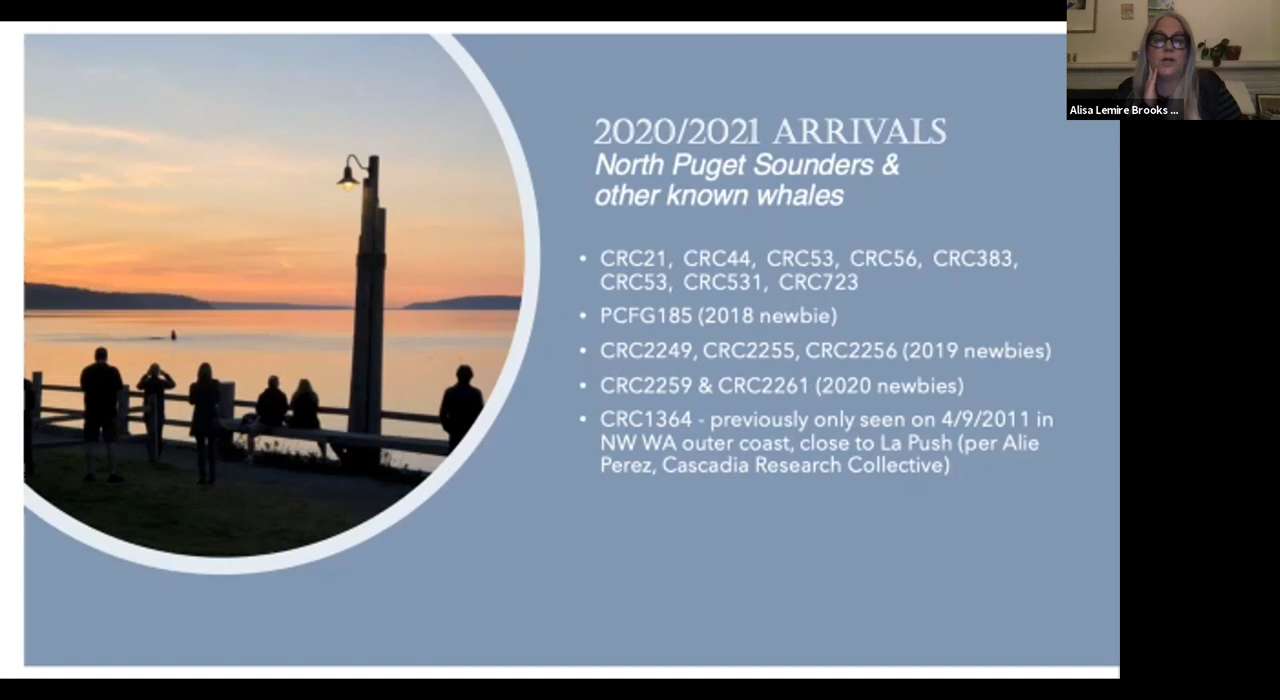 2020/2021 ARRIVALS
North Puget Sounders &
other known whales
• CRC21, CRC44, CRC53, CRC56, CRC383,
CRC53, CRC531, CRC723
• PCFG185 (2018 newbie)
• CRC2249, CRC2255, CRC2256 (2019 newbies)
• CRC2259 & CRC2261 (2020 newbies)
• CRC1364 - previously only seen on 4/9/2011 in
NW WA outer coast, close to La Push (per Alie
Perez, Cascadia Research Collective)
Alisa Lemire Brooks ...